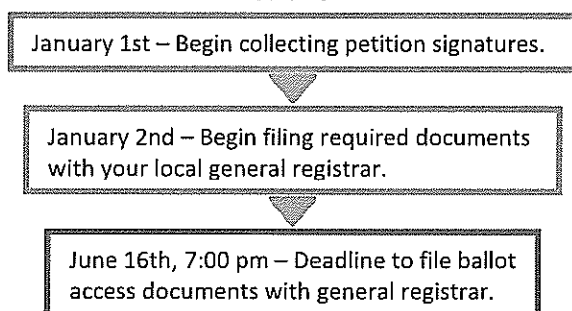 January 1st – Begin collecting petition signatures.
January 2nd – Begin filing required documents
with your local general registrar.
June 16th, 7:00 pm – Deadline to file ballot
access documents with general registrar.